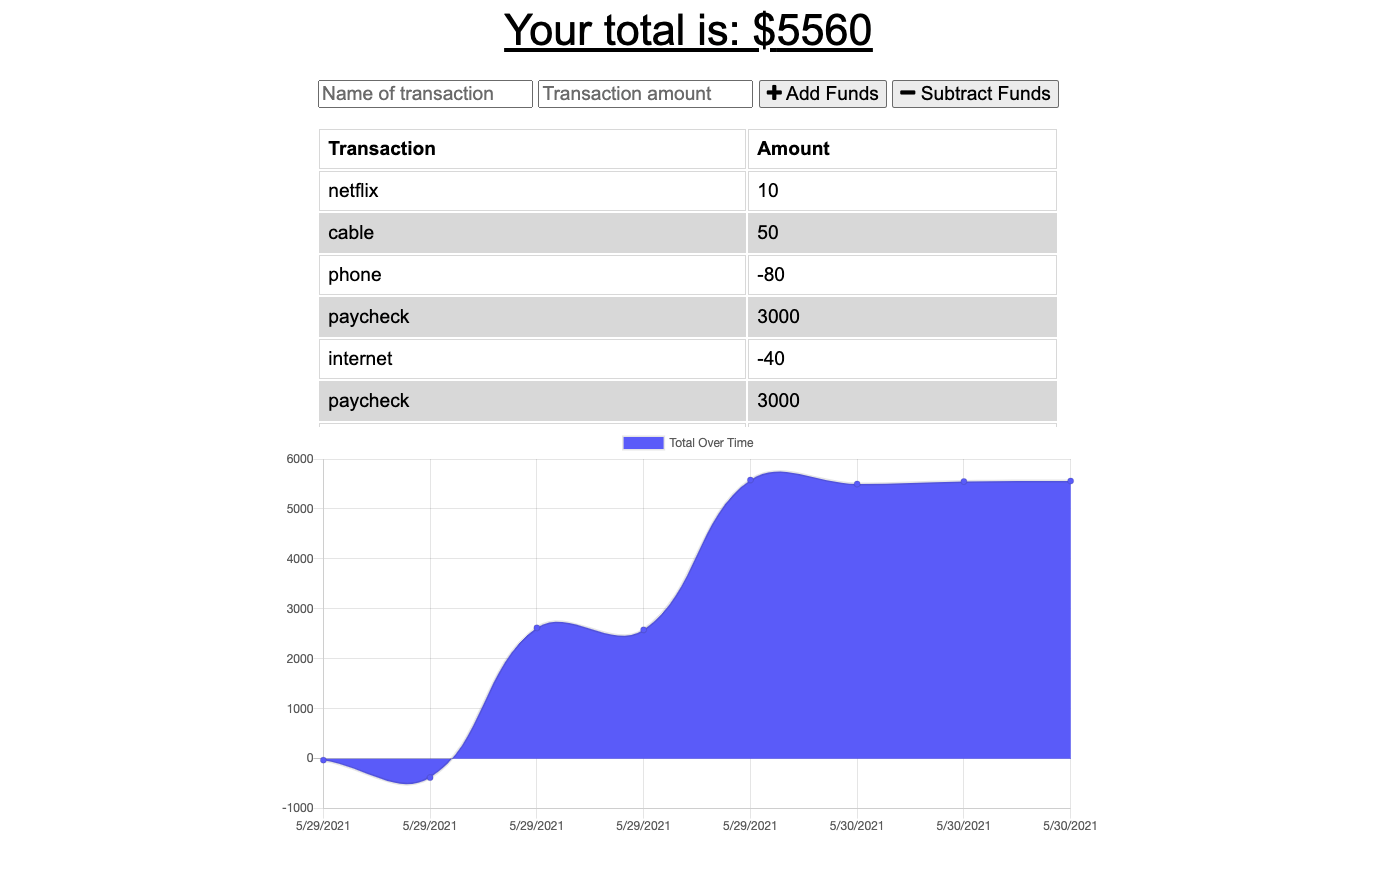 Your total is: $5560
Name of transaction Transaction amount Add Funds Subtract Funds
Transaction Amount
netflix 10
cable 50
phone -80
paycheck 3000
internet -40
paycheck 3000
Total Over Time
6000
5000
4000
3000
2000
1000
0
-1000
5/29/2021 5/29/2021 5/29/2021 5/29/2021 5/29/2021 5/30/2021 5/30/2021 5/30/2021